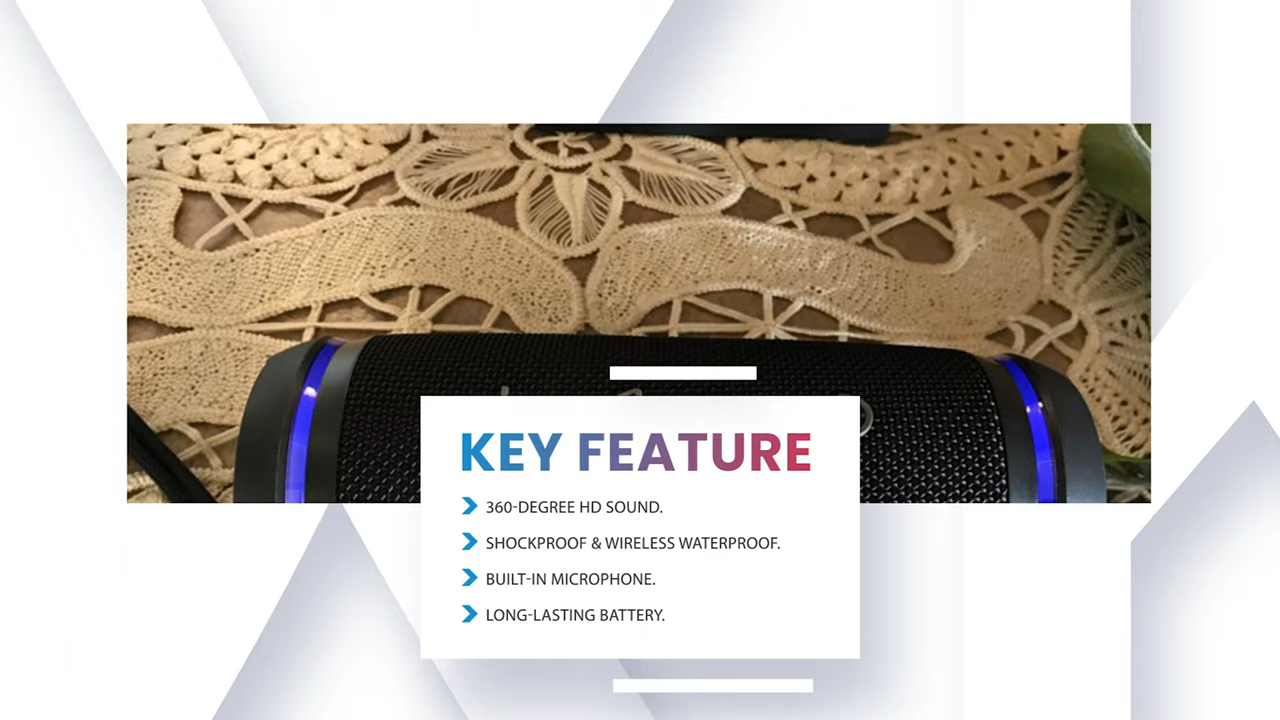 KEY FEATURE
360-DEGREE HD SOUND.
SHOCKPROOF & WIRELESS WATERPROOF.
BUILT-IN MICROPHONE.
LONG-LASTING BATTERY.